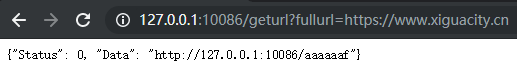 127.0.0.1:10086/geturl?fullurl=https://www.xiguacity.cn
{"Status": 0, "Data": "http://127.0.0.1:10086/aaaaaaf"}